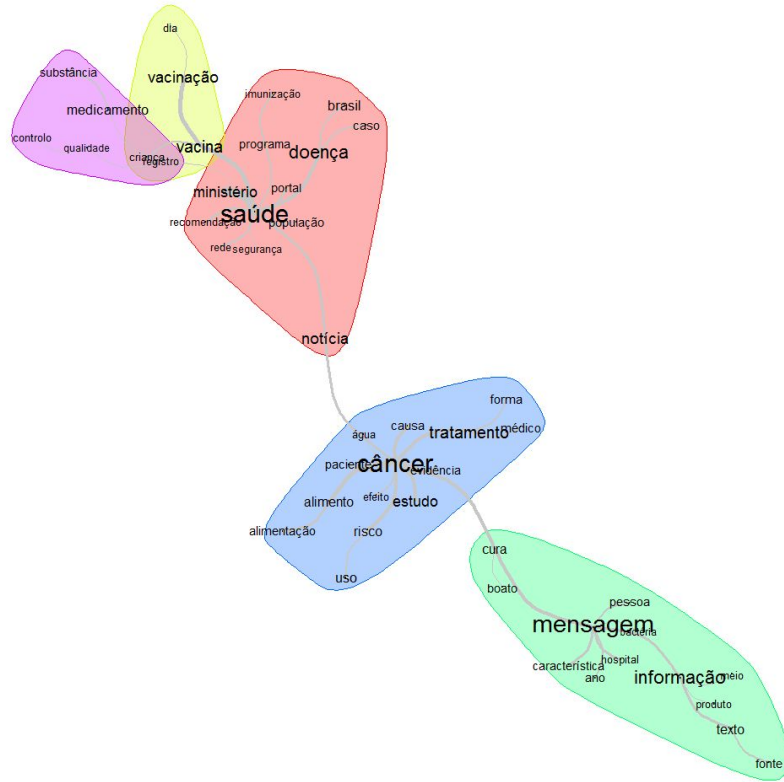 dia
substância
vacinação
imunização
brasil
medicamento
caso
controlo
qualidade
criança
vacina
registro
programa
doença
ministério
portal
saúde
recomendação
população
rede
segurança
notícia
forma
água
causa
tratamento
médico
paciente
câncer
evidência
alimento
efeito
estudo
alimentação
risco
uso
cura
boato
pessoa
mensagem
bactéria
característica
hospital
ano
informação
meio
produto
texto
fonte